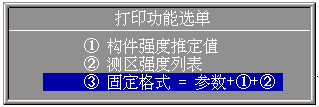 打印功能选单
① 构件强度推定值
② 测区强度列表
③ 固定格式 = 参数+①+②